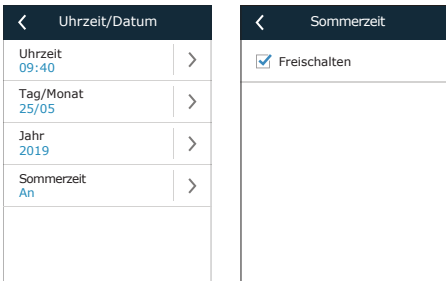 Uhrzeit/Datum
Uhrzeit
09:40
Tag/Monat
25/05
Jahr
2019
Sommerzeit
An
Sommerzeit
Freischalten